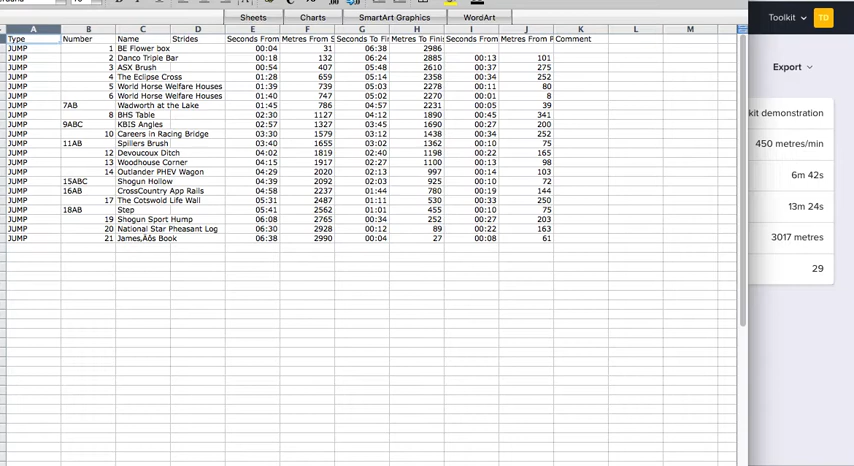 Sheets Charts SmartArt Graphics WordArt
Toolkit TD
A B C D E F G H I J K L M
Type Number Name Strides Seconds From Metres From S Seconds To Fi Metres To Fini Seconds From Metres From F Comment
JUMP 1 BE Flower box 00:04 31 06:38 2986
JUMP 2 Danco Triple Bar 00:18 132 06:24 2885 00:13 101
JUMP 3 ASX Brush 00:54 407 05:48 2610 00:37 275
JUMP 4 The Eclipse Cross 01:28 659 05:14 2358 00:34 252
JUMP 5 World Horse Welfare Houses 01:39 739 05:03 2278 00:11 80
JUMP 6 World Horse Welfare Houses 01:40 747 05:02 2270 00:01 8
JUMP 7AB Wadworth at the Lake 01:45 786 04:57 2231 00:05 39
JUMP 8 BHS Table 02:30 1127 04:12 1890 00:45 341
JUMP 9ABC KBIS Angles 02:57 1327 03:45 1690 00:27 200
JUMP 10 Careers in Racing Bridge 03:30 1579 03:12 1438 00:34 252
JUMP 11AB Spillers Brush 03:40 1655 03:02 1362 00:10 75
JUMP 12 Devoucoux Ditch 04:02 1819 02:40 1198 00:22 165
JUMP 13 Woodhouse Corner 04:15 1917 02:27 1100 00:13 98
JUMP 14 Outlander PHEV Wagon 04:29 2020 02:13 997 00:14 103
JUMP 15ABC Shogun Hollow 04:39 2092 02:03 925 00:10 72
JUMP 16AB CrossCountry App Rails 04:58 2237 01:44 780 00:19 144
JUMP 17 The Cotswold Life Wall 05:31 2487 01:11 530 00:33 250
JUMP 18AB Step 05:41 2562 01:01 455 00:10 75
JUMP 19 Shogun Sport Hump 06:08 2765 00:34 252 00:27 203
JUMP 20 National Star Pheasant Log 06:30 2928 00:12 89 00:22 163
JUMP 21 James‚Äôs Book 06:38 2990 00:04 27 00:08 61
Export
kit demonstration
450 metres/min
6m 42s
13m 24s
3017 metres
29